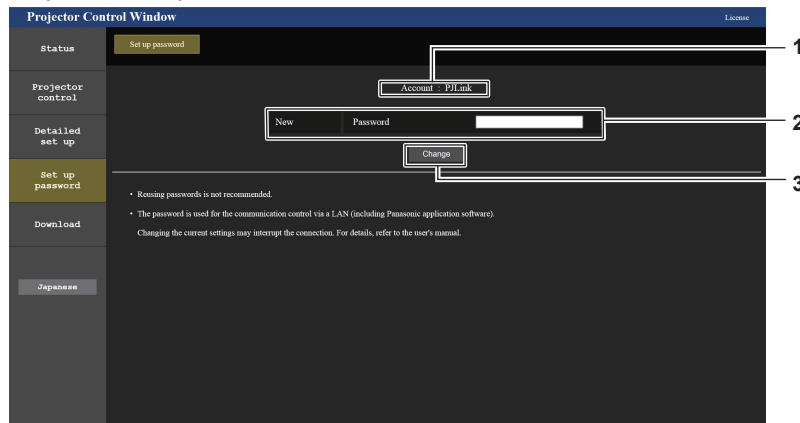 Projector Control Window
License
Status
Set up password
1
Projector
control
Account : PJLink
New Password
2
Detailed
set up
Change
Set up
password
3
• Reusing passwords is not recommended.
• The password is used for the communication control via a LAN (including Panasonic application software).
Changing the current settings may interrupt the connection. For details, refer to the user's manual.
Download
Japanese